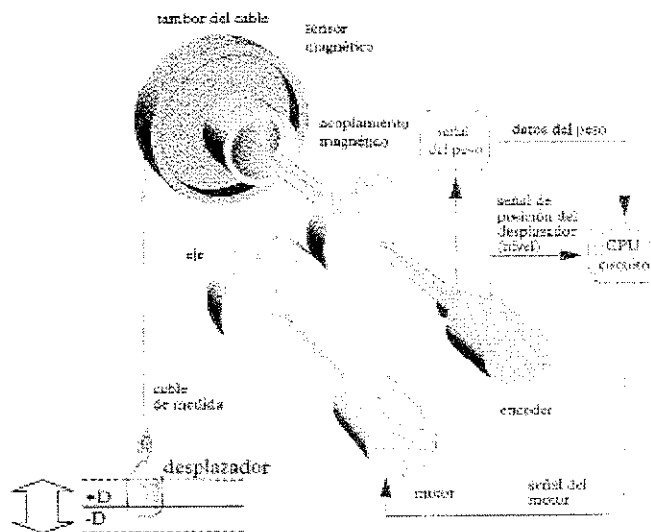 tambor del cable
sensor
magnético
acoplamiento
magnético
señal
del peso
datos del peso
señal de
posición del
desplazador
(nivel)
CPU
circuito
eje
cable
de medida
encoder
desplazador
+D
-D
motor
señal del
motor